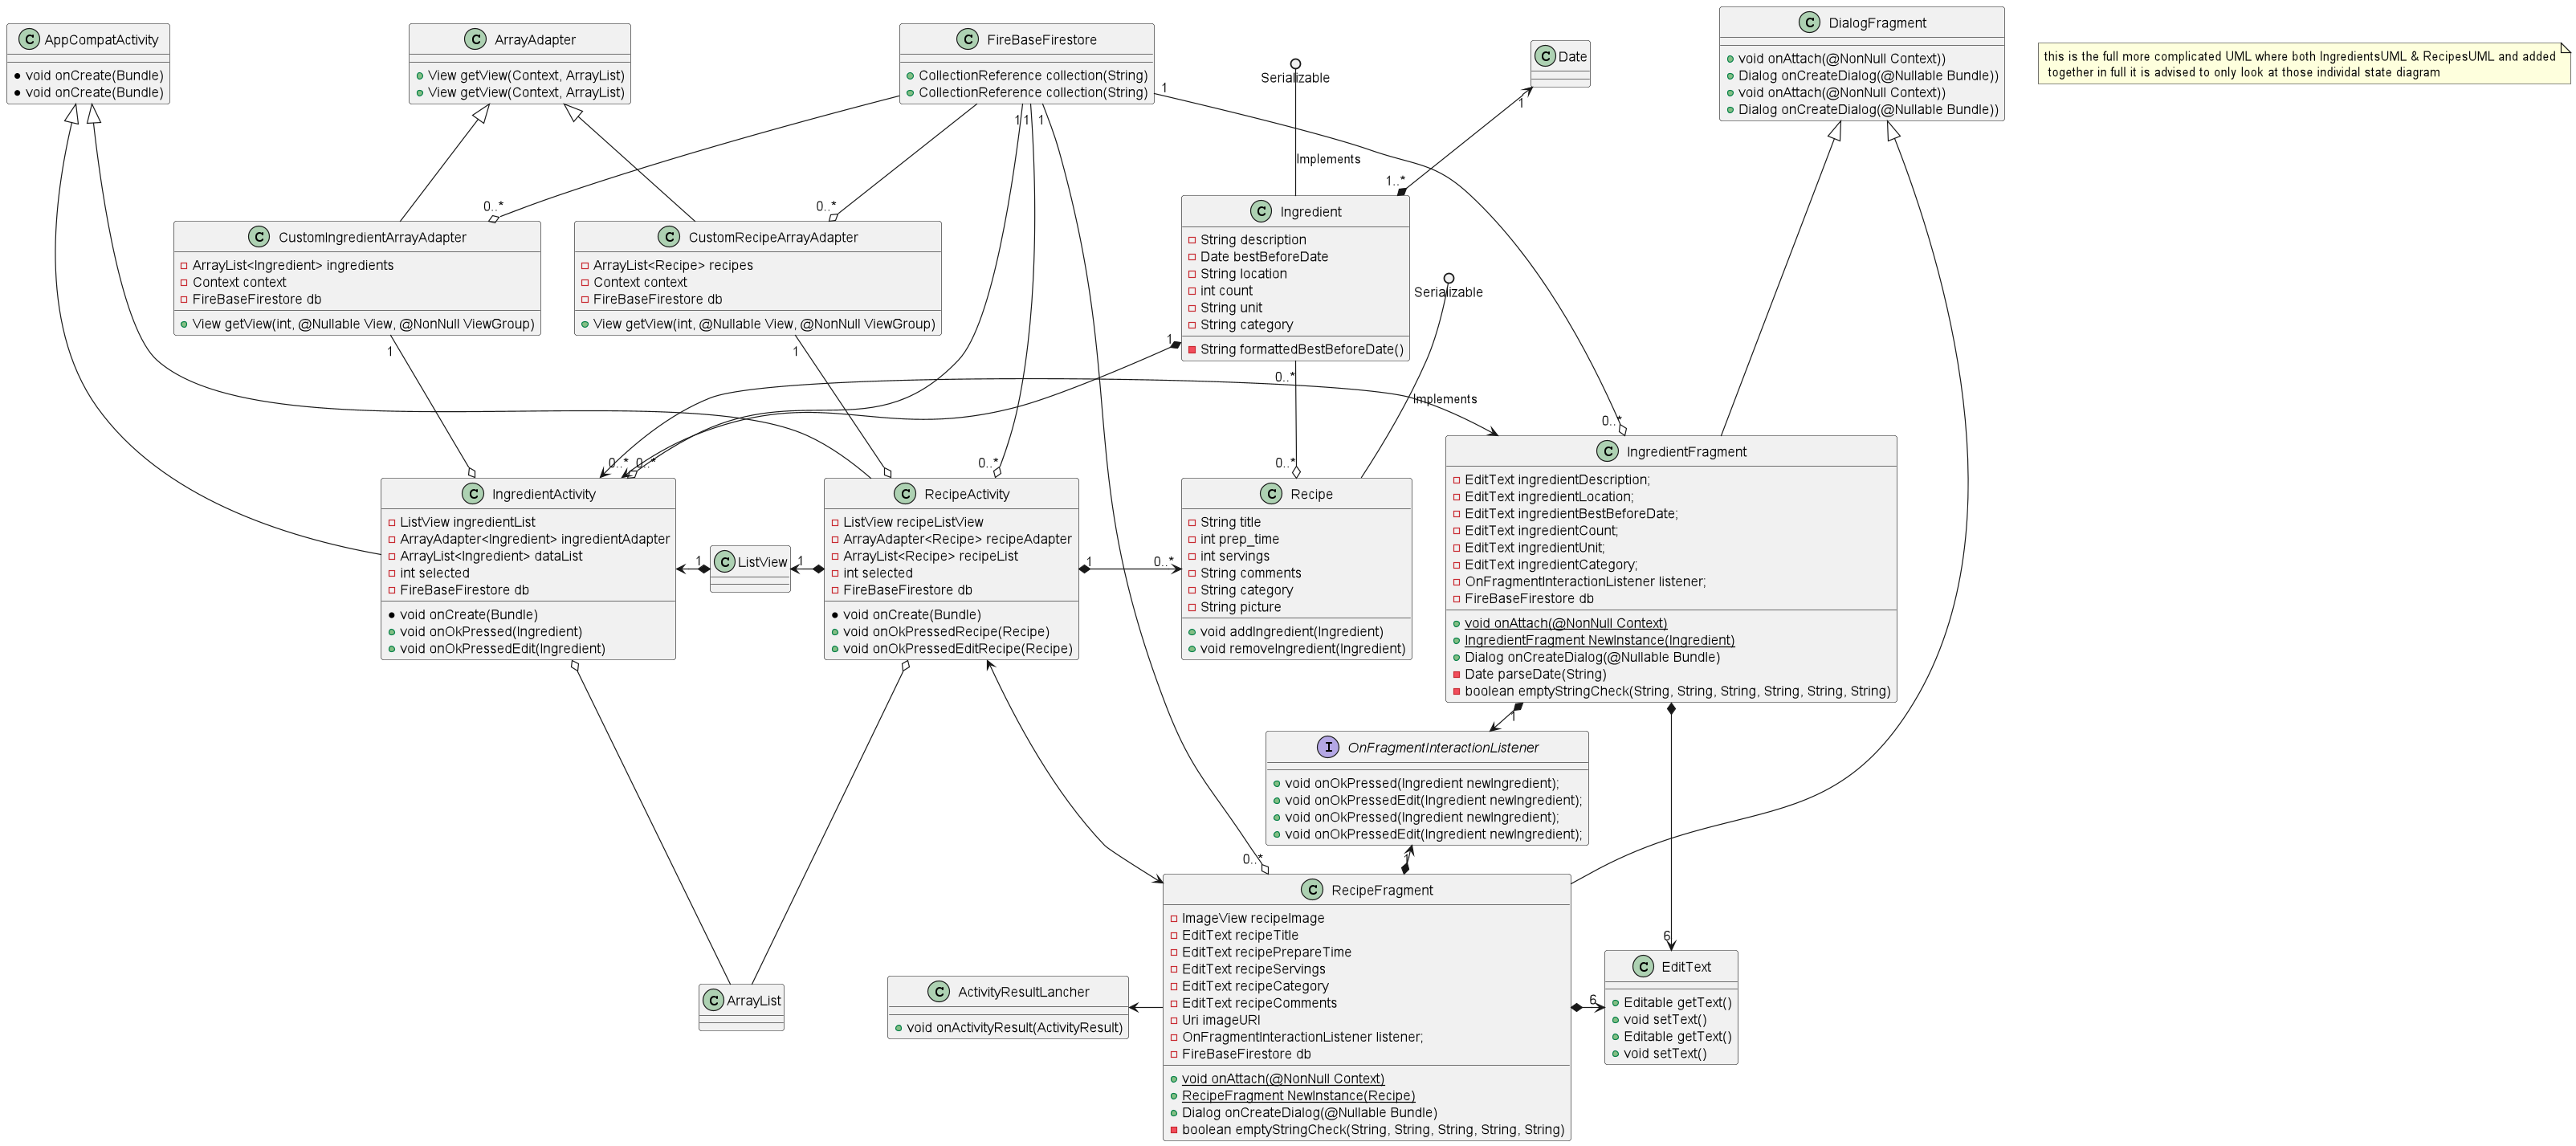 C AppCompatActivity
void onCreate(Bundle)
void onCreate(Bundle)
C ArrayAdapter
View getView(Context, ArrayList)
View getView(Context, ArrayList)
C FireBaseFirestore
CollectionReference collection(String)
CollectionReference collection(String)
Serializable
C Date
C DialogFragment
void onAttach(@NonNull Context))
Dialog onCreateDialog(@Nullable Bundle))
void onAttach(@NonNull Context))
Dialog onCreateDialog(@Nullable Bundle))
this is the full more complicated UML where both IngredientsUML & RecipesUML and added
together in full it is advised to only look at those individal state diagram
1
1
1
1
1
Implements
0..*
0..*
1..*
C CustomIngredientArrayAdapter
ArrayList<Ingredient> ingredients
Context context
FireBaseFirestore db
View getView(int, @Nullable View, @NonNull ViewGroup)
C CustomRecipeArrayAdapter
ArrayList<Recipe> recipes
Context context
FireBaseFirestore db
View getView(int, @Nullable View, @NonNull ViewGroup)
C Ingredient
String description
Date bestBeforeDate
String location
int count
String unit
String category
String formattedBestBeforeDate()
Serializable
1
1
1
0..*
Implements
0..*
0..*
0..*
0..*
0..*
C IngredientActivity
ListView ingredientList
ArrayAdapter<Ingredient> ingredientAdapter
ArrayList<Ingredient> dataList
int selected
FireBaseFirestore db
void onCreate(Bundle)
void onOkPressed(Ingredient)
void onOkPressedEdit(Ingredient)
1
C ListView
1
C RecipeActivity
ListView recipeListView
ArrayAdapter<Recipe> recipeAdapter
ArrayList<Recipe> recipeList
int selected
FireBaseFirestore db
void onCreate(Bundle)
void onOkPressedRecipe(Recipe)
void onOkPressedEditRecipe(Recipe)
1
0..*
C Recipe
String title
int prep_time
int servings
String comments
String category
String picture
void addIngredient(Ingredient)
void removeIngredient(Ingredient)
C IngredientFragment
EditText ingredientDescription;
EditText ingredientLocation;
EditText ingredientBestBeforeDate;
EditText ingredientCount;
EditText ingredientUnit;
EditText ingredientCategory;
OnFragmentInteractionListener listener;
FireBaseFirestore db
void onAttach(@NonNull Context)
IngredientFragment NewInstance(Ingredient)
Dialog onCreateDialog(@Nullable Bundle)
Date parseDate(String)
boolean emptyStringCheck(String, String, String, String, String, String)
1
I OnFragmentInteractionListener
void onOkPressed(Ingredient newIngredient);
void onOkPressedEdit(Ingredient newIngredient);
void onOkPressed(Ingredient newIngredient);
void onOkPressedEdit(Ingredient newIngredient);
0..*
1
C RecipeFragment
ImageView recipeImage
EditText recipeTitle
EditText recipePrepareTime
EditText recipeServings
EditText recipeCategory
EditText recipeComments
Uri imageURI
OnFragmentInteractionListener listener;
FireBaseFirestore db
void onAttach(@NonNull Context)
RecipeFragment NewInstance(Recipe)
Dialog onCreateDialog(@Nullable Bundle)
boolean emptyStringCheck(String, String, String, String, String)
C ArrayList
C ActivityResultLancher
void onActivityResult(ActivityResult)
6
6
C EditText
Editable getText()
void setText()
Editable getText()
void setText()